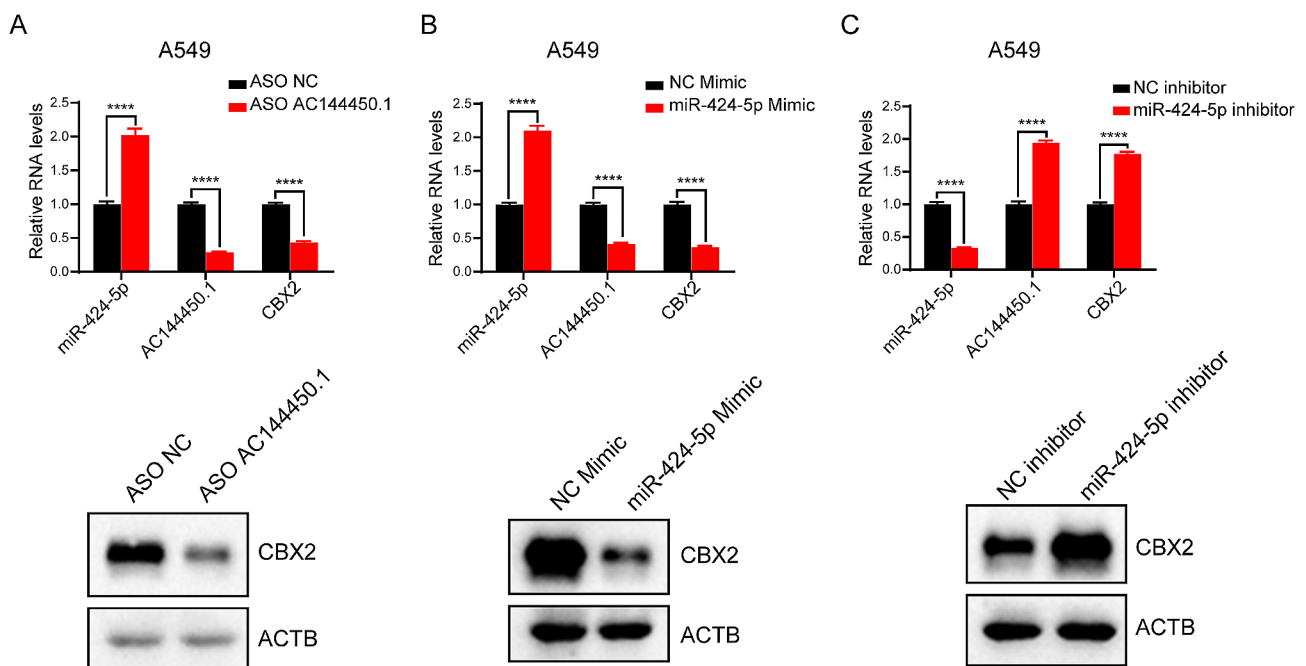 A
A549
ASO NC
ASO AC144450.1
Relative RNA levels
2.5
2.0
1.5
1.0
0.5
0.0
****
****
****
miR-424-5p
AC144450.1
CBX2
ASO NC
ASO AC144450.1
CBX2
ACTB
B
A549
NC Mimic
miR-424-5p Mimic
Relative RNA levels
2.5
2.0
1.5
1.0
0.5
0.0
****
****
****
miR-424-5p
AC144450.1
CBX2
NC Mimic
miR-424-5p Mimic
CBX2
ACTB
C
A549
NC inhibitor
miR-424-5p inhibitor
Relative RNA levels
2.5
2.0
1.5
1.0
0.5
0.0
****
****
****
miR-424-5p
AC144450.1
CBX2
NC inhibitor
miR-424-5p inhibitor
CBX2
ACTB